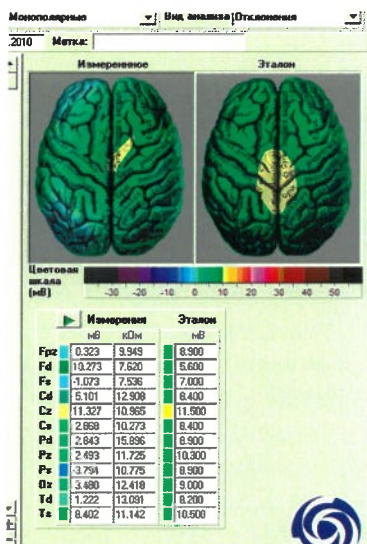 Монополярные Вид анализа Отклонения
.2010 Метка:
Измеренное Эталон
Цветовая
шкала
(мВ)
-30 -20 -10 0 10 20 30 40 50
Измерения Эталон
мВ кОм мВ
Fpz 0.323 9.949 8.900
Fd 10.273 7.620 5.600
Fs -1.073 7.536 7.000
Cd 5.101 12.908 8.400
Cz 11.327 10.965 11.500
Cs 2.868 10.273 8.400
Pd 2.843 15.896 8.900
Pz 2.493 11.725 10.300
Ps -3.794 10.775 8.900
Oz 3.480 12.418 9.000
Td 1.222 13.091 8.200
Ts 8.402 11.142 10.500